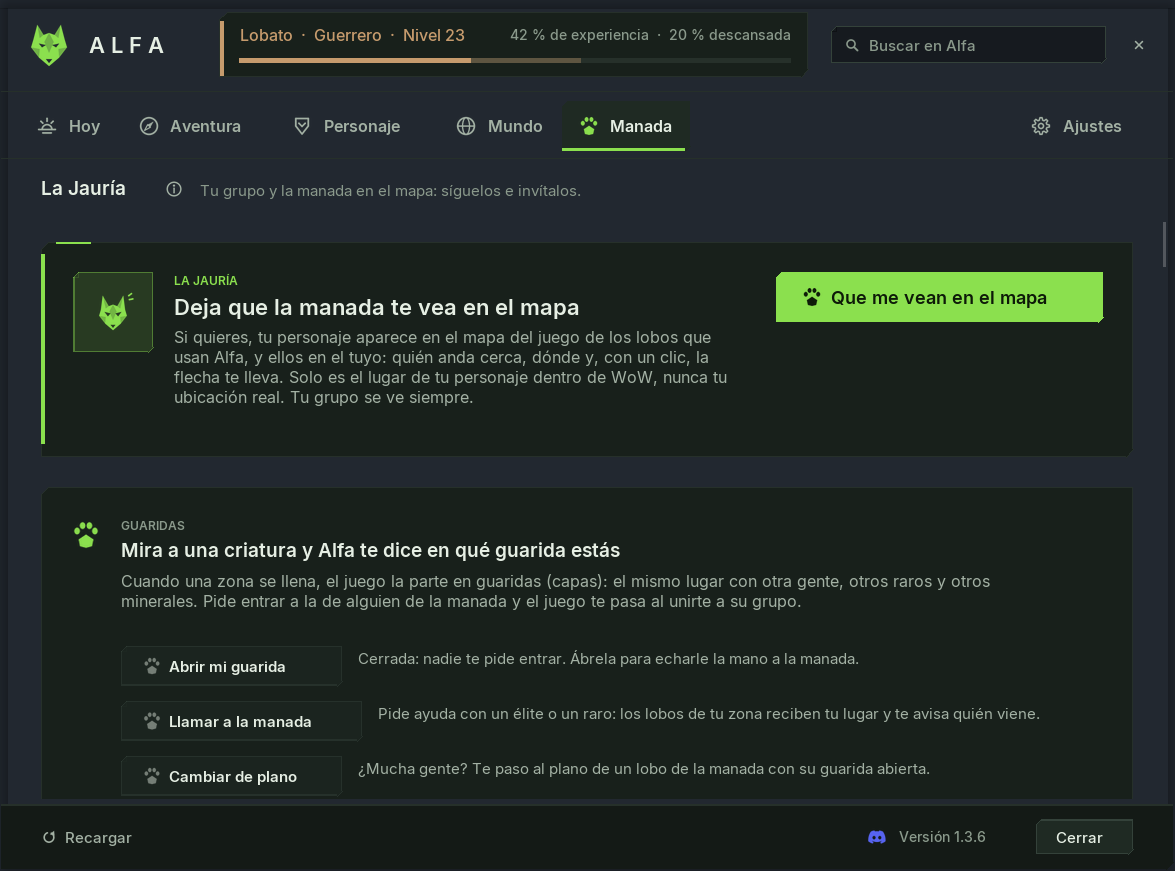 ALFA
Lobato · Guerrero · Nivel 23
42 % de experiencia · 20 % descansada
Buscar en Alfa
Hoy
Aventura
Personaje
Mundo
Manada
Ajustes
La Jauría
Tu grupo y la manada en el mapa: síguelos e invítalos.
LA JAURÍA
Deja que la manada te vea en el mapa
Si quieres, tu personaje aparece en el mapa del juego de los lobos que
usan Alfa, y ellos en el tuyo: quién anda cerca, dónde y, con un clic, la
flecha te lleva. Solo es el lugar de tu personaje dentro de WoW, nunca tu
ubicación real. Tu grupo se ve siempre.
Que me vean en el mapa
GUARIDAS
Mira a una criatura y Alfa te dice en qué guarida estás
Cuando una zona se llena, el juego la parte en guaridas (capas): el mismo lugar con otra gente, otros raros y otros
minerales. Pide entrar a la de alguien de la manada y el juego te pasa al unirte a su grupo.
Abrir mi guarida
Cerrada: nadie te pide entrar. Ábrela para echarle la mano a la manada.
Llamar a la manada
Pide ayuda con un élite o un raro: los lobos de tu zona reciben tu lugar y te avisa quién viene.
Cambiar de plano
¿Mucha gente? Te paso al plano de un lobo de la manada con su guarida abierta.
Recargar
Versión 1.3.6
Cerrar